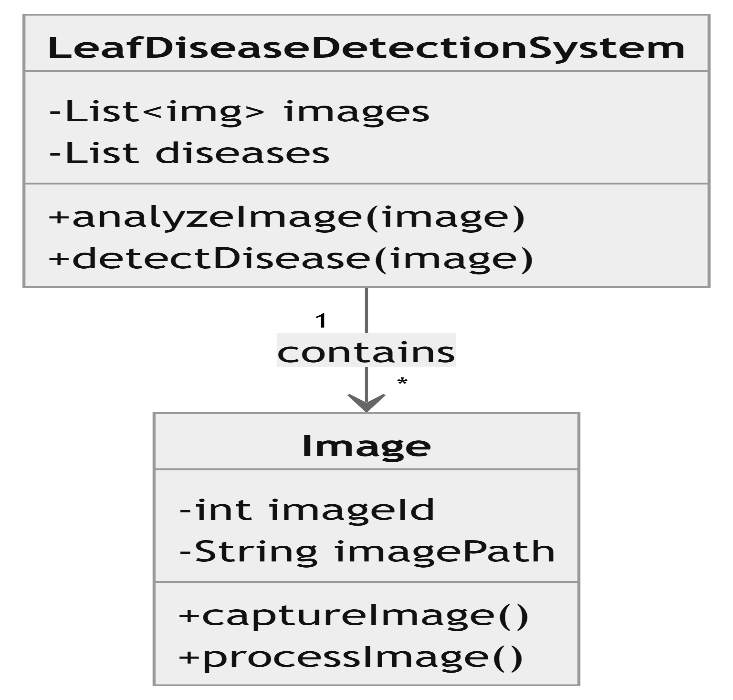 LeafDiseaseDetectionSystem
-List<img> images
-List diseases
+analyzeImage(image)
+detectDisease(image)
1
contains
*
Image
-int imageId
-String imagePath
+captureImage()
+processImage()